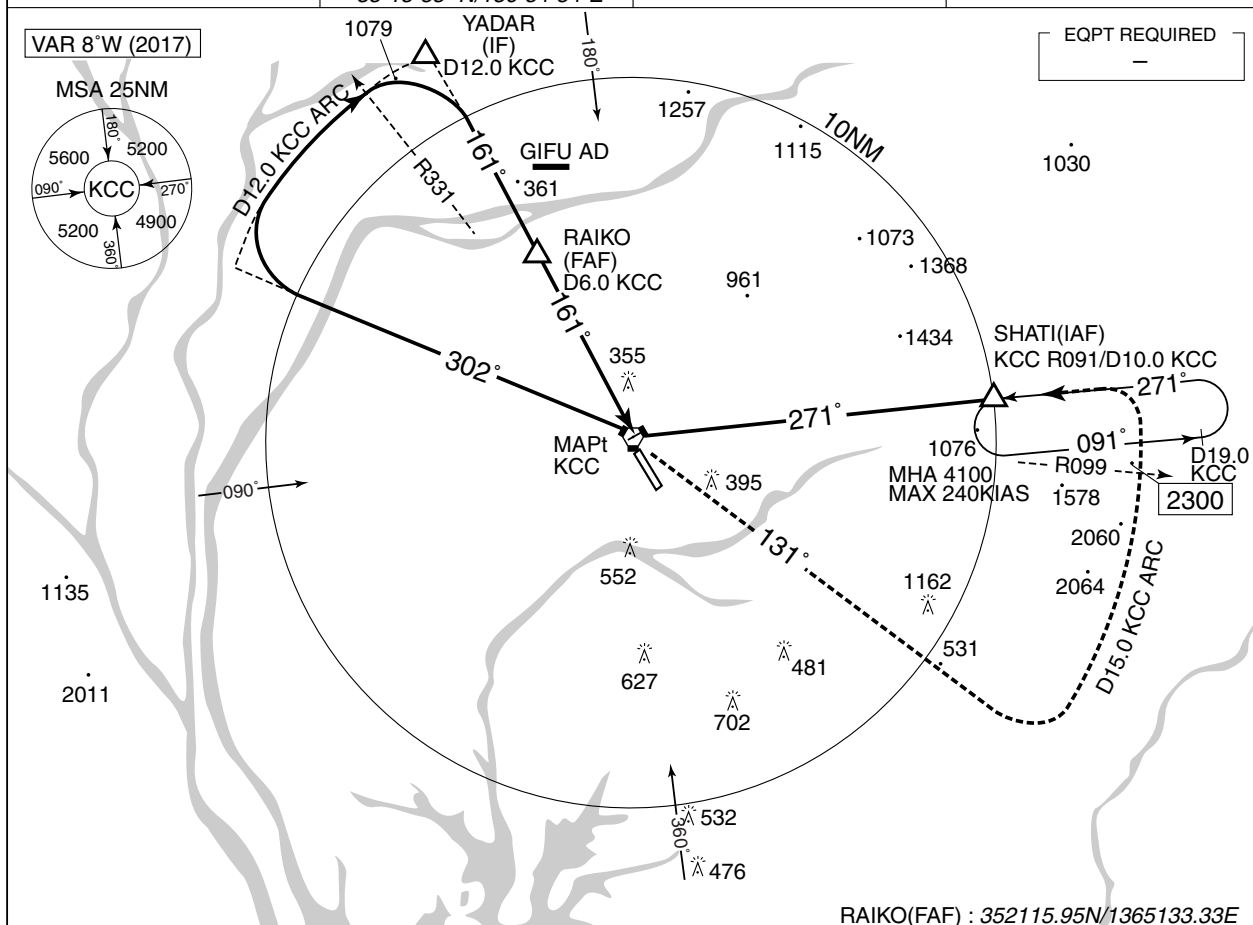 VAR 8°W (2017)
MSA 25NM
180°
5600
5200
090°
KCC
270°
5200
4900
360°
1079
YADAR
(IF)
D12.0 KCC
180°
EQPT REQUIRED
–
D12.0 KCC ARC
R331
161°
GIFU AD
361
1257
1115
10NM
1030
RAIKO
(FAF)
D6.0 KCC
161°
961
1073
1368
1434
302°
355
SHATI(IAF)
KCC R091/D10.0 KCC
271°
271°
MAPt
KCC
1076
091°
D19.0
KCC
R099
MHA 4100
MAX 240KIAS
1578
2300
090°
395
131°
2060
552
2064
1135
1162
D15.0 KCC ARC
531
627
481
2011
702
532
360°
476
RAIKO(FAF) : 352115.95N/1365133.33E